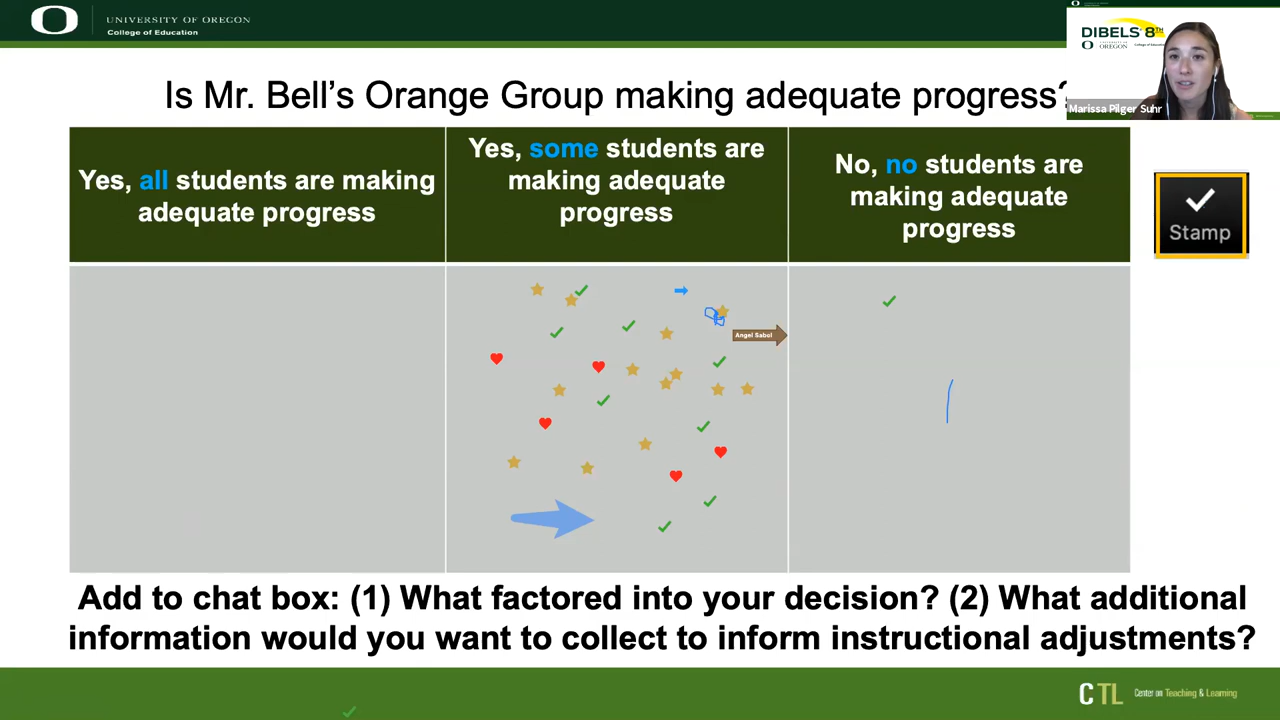 UNIVERSITY OF OREGON
College of Education
DIBELS 8TH
OREGON
Marissa Pilger Suhr
Is Mr. Bell's Orange Group making adequate progress?
Yes, all students are making
adequate progress
Yes, some students are
making adequate
progress
No, no students are
making adequate
progress
Stamp
Angel Sabol
Add to chat box: (1) What factored into your decision? (2) What additional
information would you want to collect to inform instructional adjustments?
CTL Center on Teaching & Learning